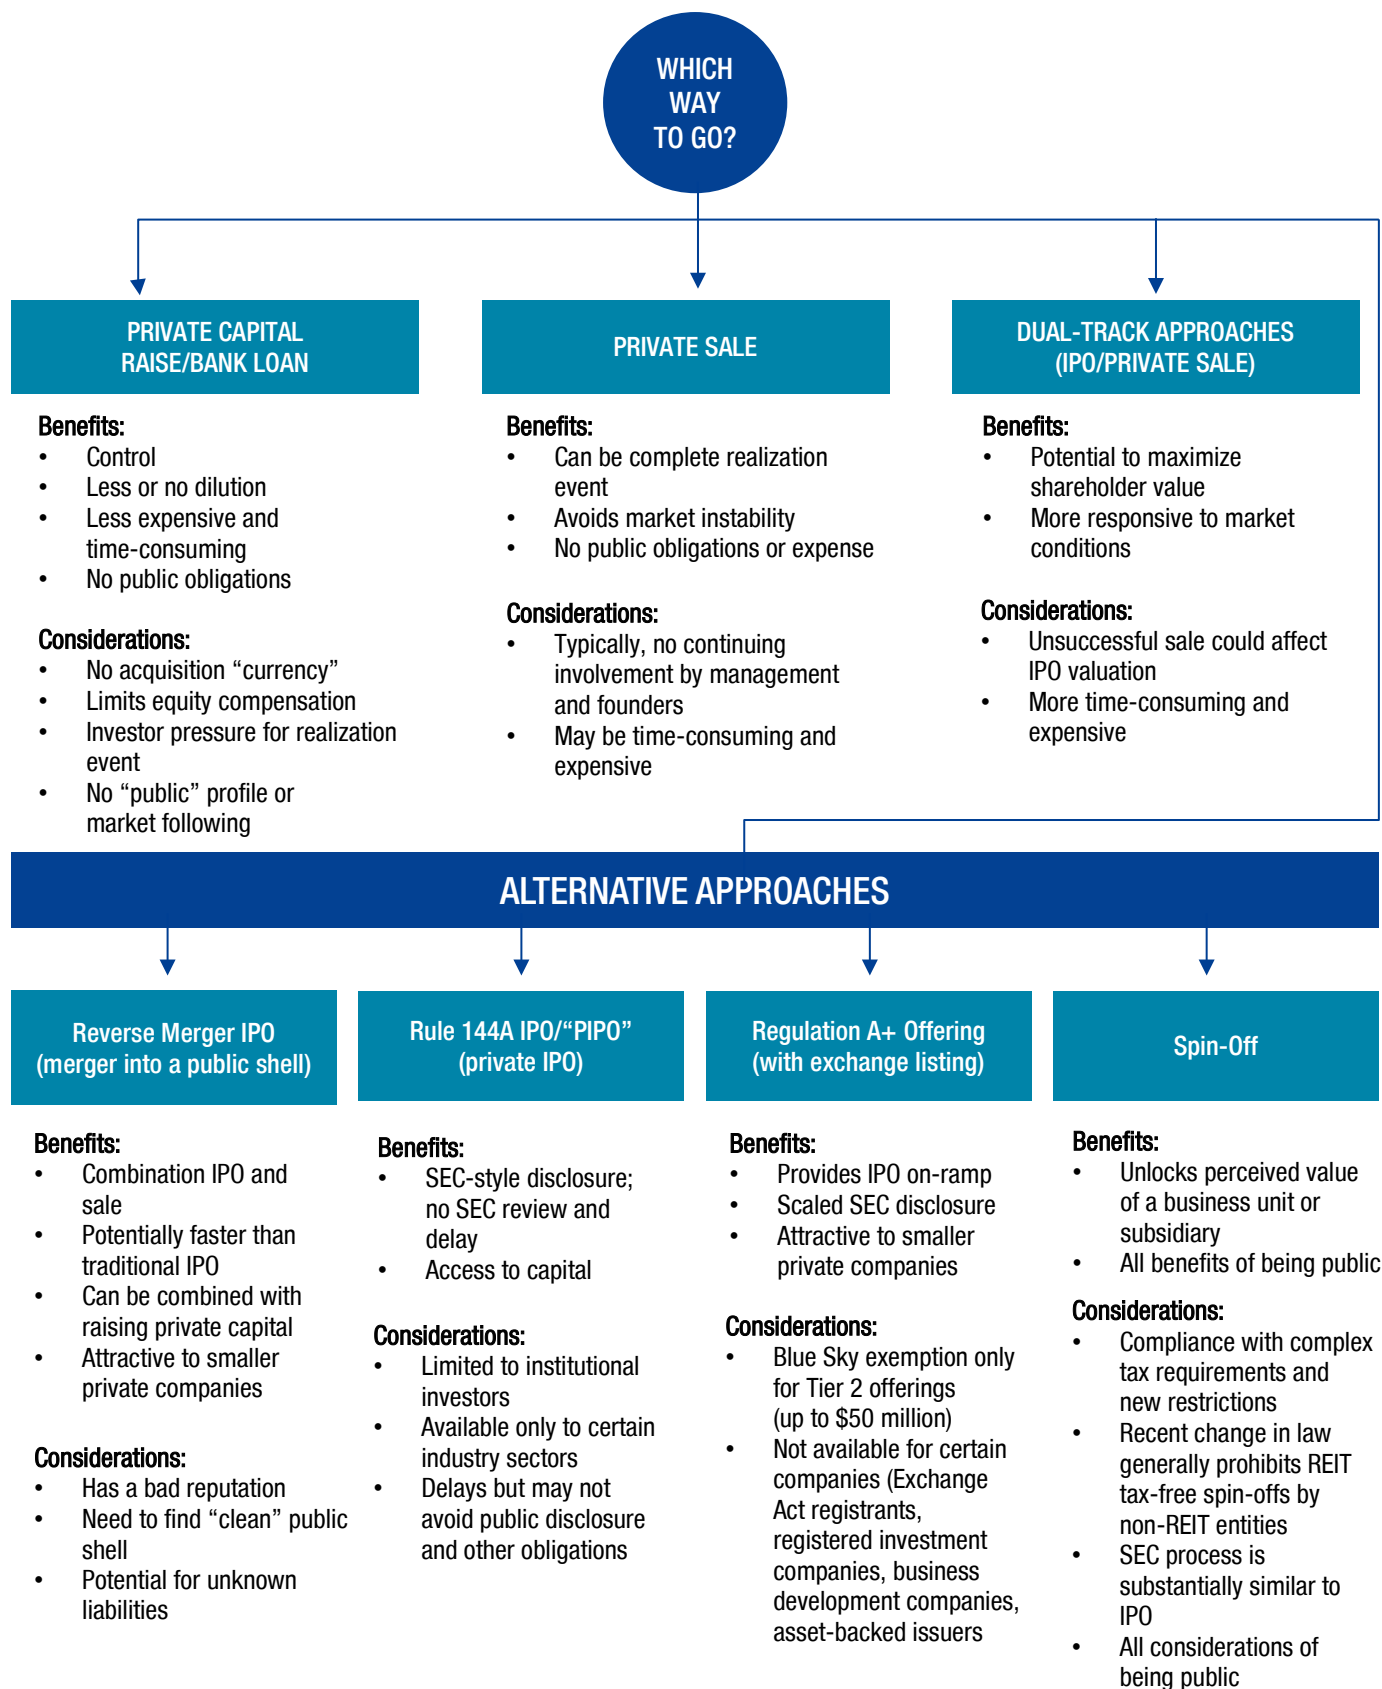 WHICH
WAY
TO GO?
PRIVATE CAPITAL
RAISE/BANK LOAN
Benefits:
• Control
• Less or no dilution
• Less expensive and
time-consuming
• No public obligations
Considerations:
• No acquisition “currency”
• Limits equity compensation
• Investor pressure for realization
event
• No “public” profile or
market following
PRIVATE SALE
Benefits:
• Can be complete realization
event
• Avoids market instability
• No public obligations or expense
Considerations:
• Typically, no continuing
involvement by management
and founders
• May be time-consuming and
expensive
DUAL-TRACK APPROACHES
(IPO/PRIVATE SALE)
Benefits:
• Potential to maximize
shareholder value
• More responsive to market
conditions
Considerations:
• Unsuccessful sale could affect
IPO valuation
• More time-consuming and
expensive
ALTERNATIVE APPROACHES
Reverse Merger IPO
(merger into a public shell)
Benefits:
• Combination IPO and
sale
• Potentially faster than
traditional IPO
• Can be combined with
raising private capital
• Attractive to smaller
private companies
Considerations:
• Has a bad reputation
• Need to find “clean” public
shell
• Potential for unknown
liabilities
Rule 144A IPO/“PIPO”
(private IPO)
Benefits:
• SEC-style disclosure;
no SEC review and
delay
• Access to capital
Considerations:
• Limited to institutional
investors
• Available only to certain
industry sectors
• Delays but may not
avoid public disclosure
and other obligations
Regulation A+ Offering
(with exchange listing)
Benefits:
• Provides IPO on-ramp
• Scaled SEC disclosure
• Attractive to smaller
private companies
Considerations:
• Blue Sky exemption only
for Tier 2 offerings
(up to $50 million)
• Not available for certain
companies (Exchange
Act registrants,
registered investment
companies, business
development companies,
asset-backed issuers
Spin-Off
Benefits:
• Unlocks perceived value
of a business unit or
subsidiary
• All benefits of being public
Considerations:
• Compliance with complex
tax requirements and
new restrictions
• Recent change in law
generally prohibits REIT
tax-free spin-offs by
non-REIT entities
• SEC process is
substantially similar to
IPO
• All considerations of
being public